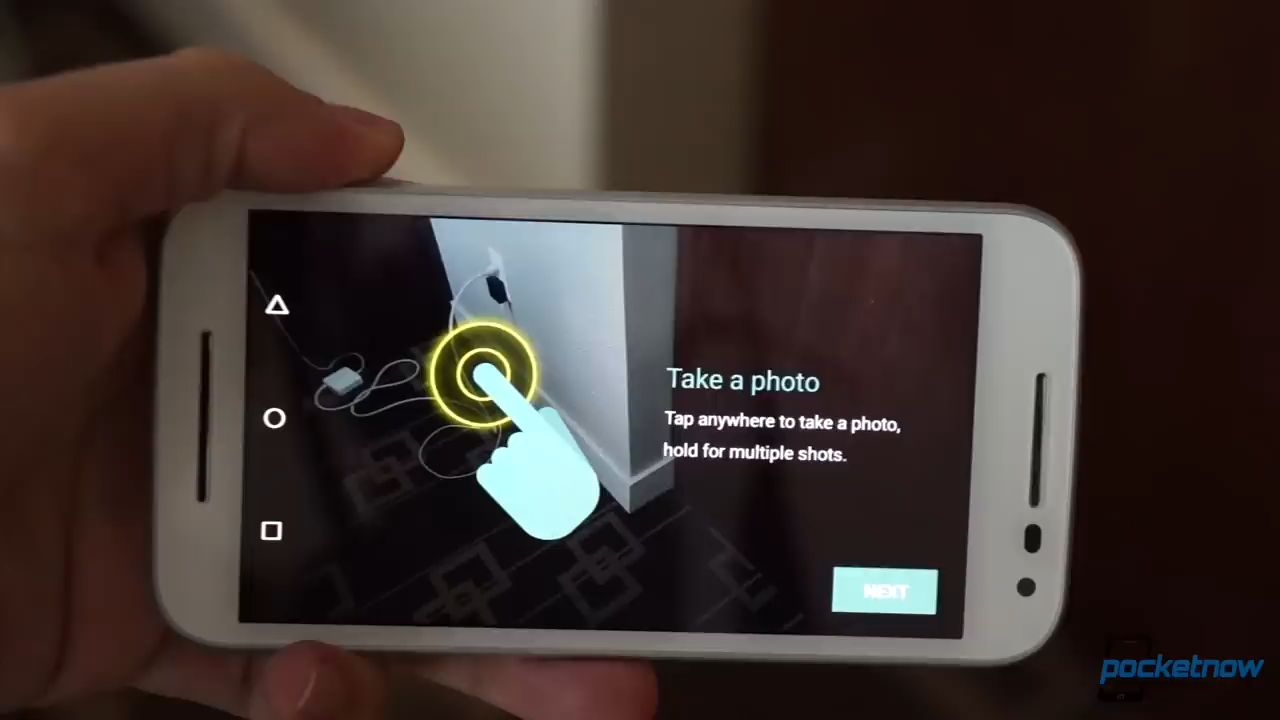 Take a photo
Tap anywhere to take a photo,
hold for multiple shots.
NEXT
pocketnow